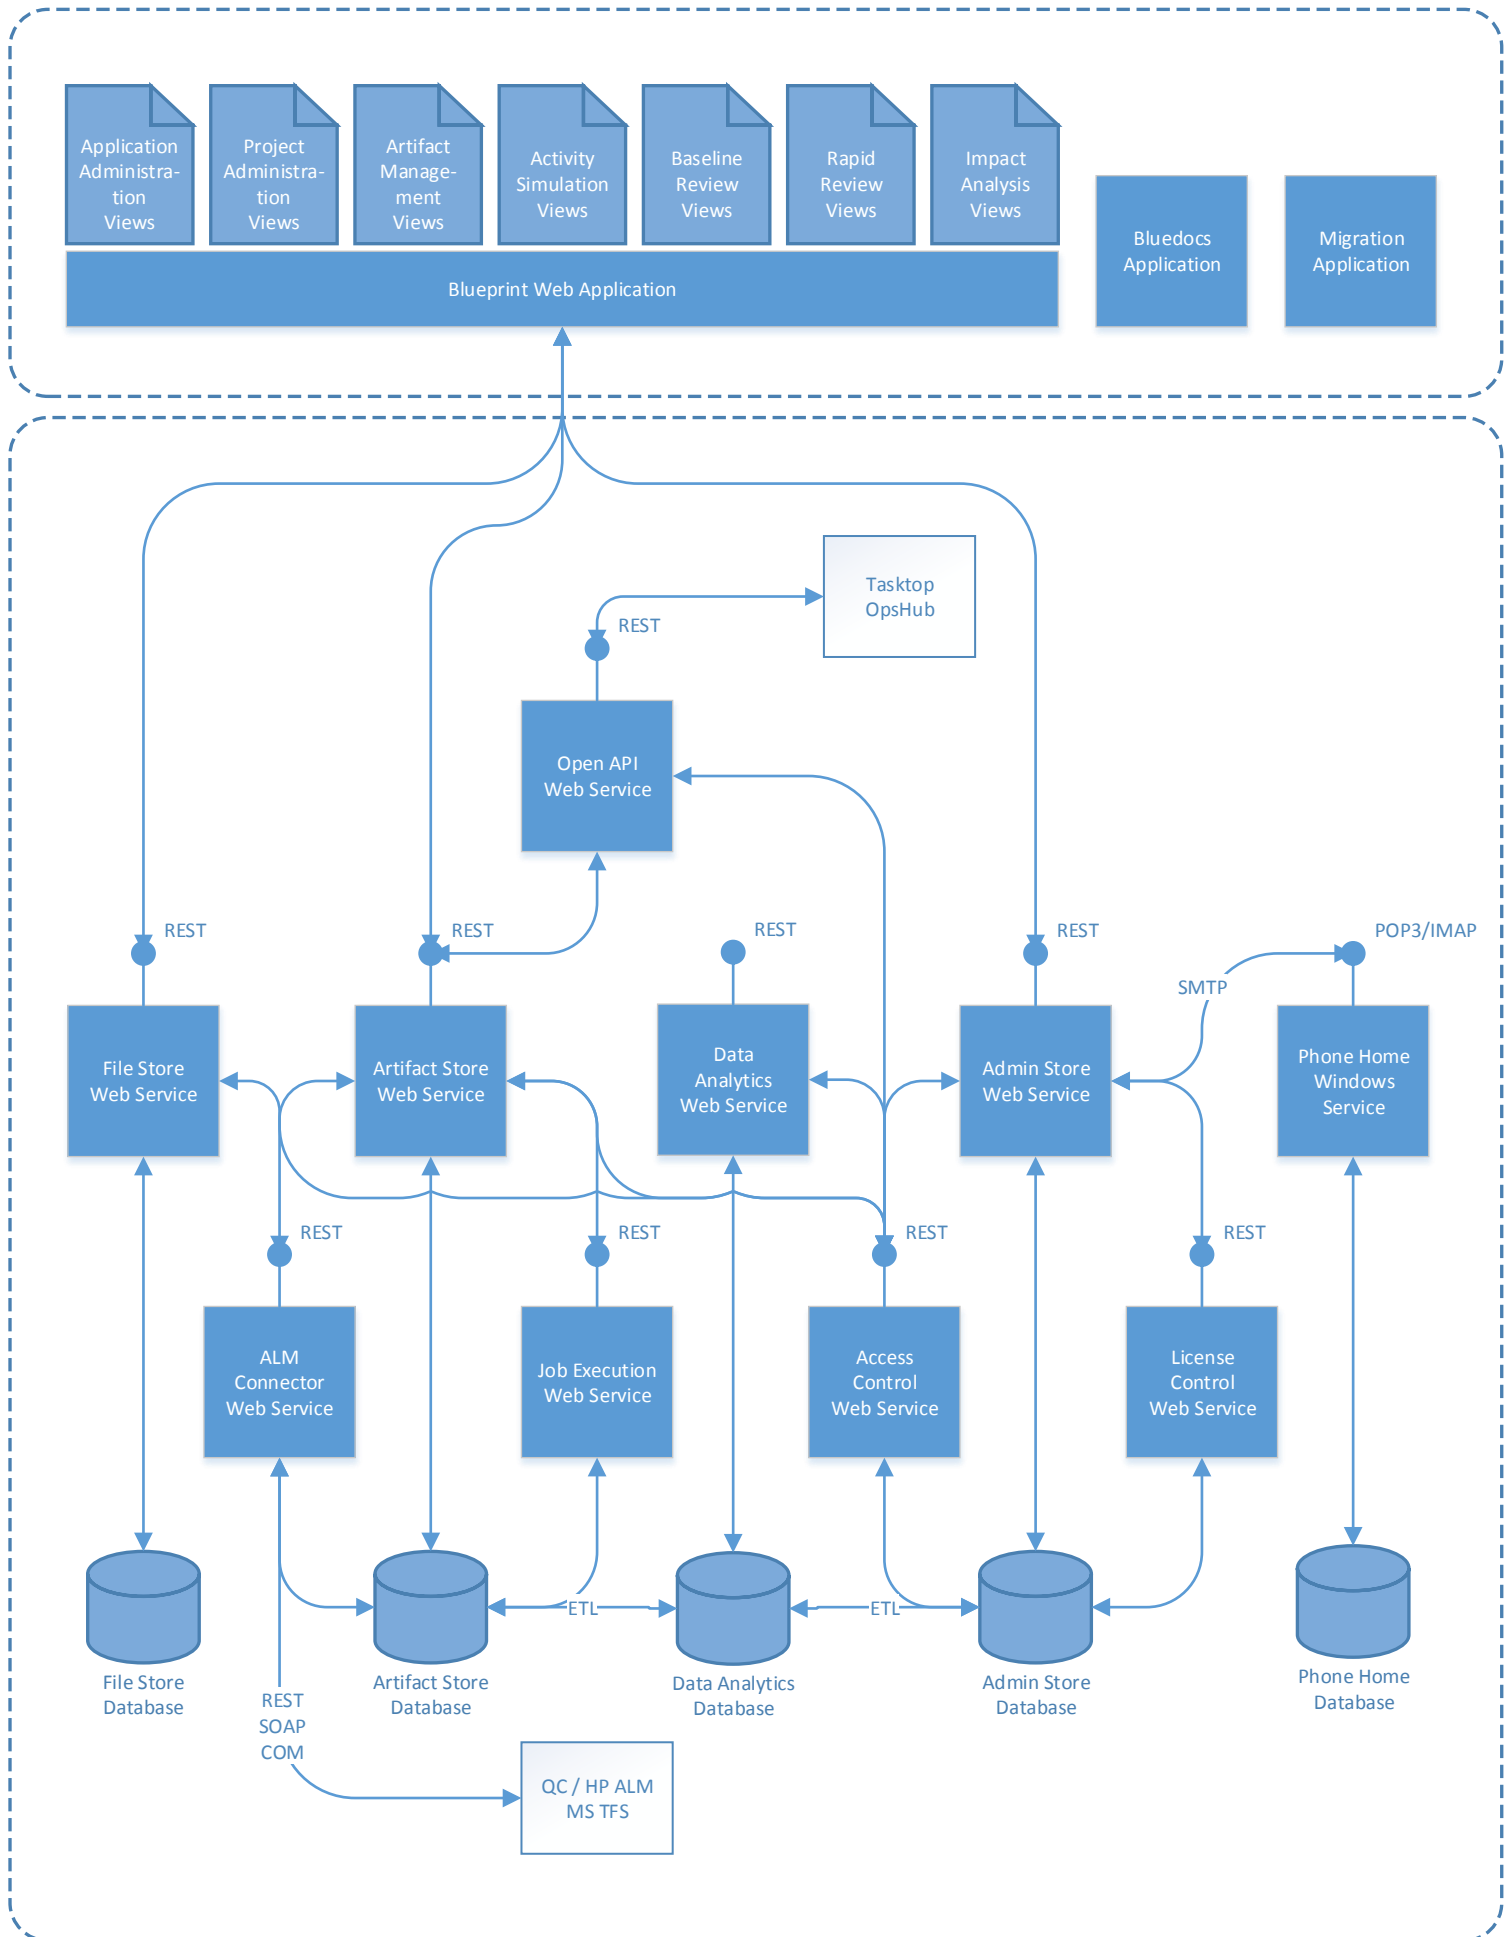 Application
Administra-
tion
Views
Project
Administra-
tion
Views
Artifact
Manage-
ment
Views
Activity
Simulation
Views
Baseline
Review
Views
Rapid
Review
Views
Impact
Analysis
Views
Bluedocs
Application
Migration
Application
Blueprint Web Application
Tasktop
OpsHub
REST
Open API
Web Service
REST
REST
REST
REST
POP3/IMAP
SMTP
File Store
Web Service
Artifact Store
Web Service
Data
Analytics
Web Service
Admin Store
Web Service
Phone Home
Windows
Service
REST
REST
REST
REST
ALM
Connector
Web Service
Job Execution
Web Service
Access
Control
Web Service
License
Control
Web Service
ETL
ETL
File Store
Database
Artifact Store
Database
Data Analytics
Database
Admin Store
Database
Phone Home
Database
REST
SOAP
COM
QC / HP ALM
MS TFS